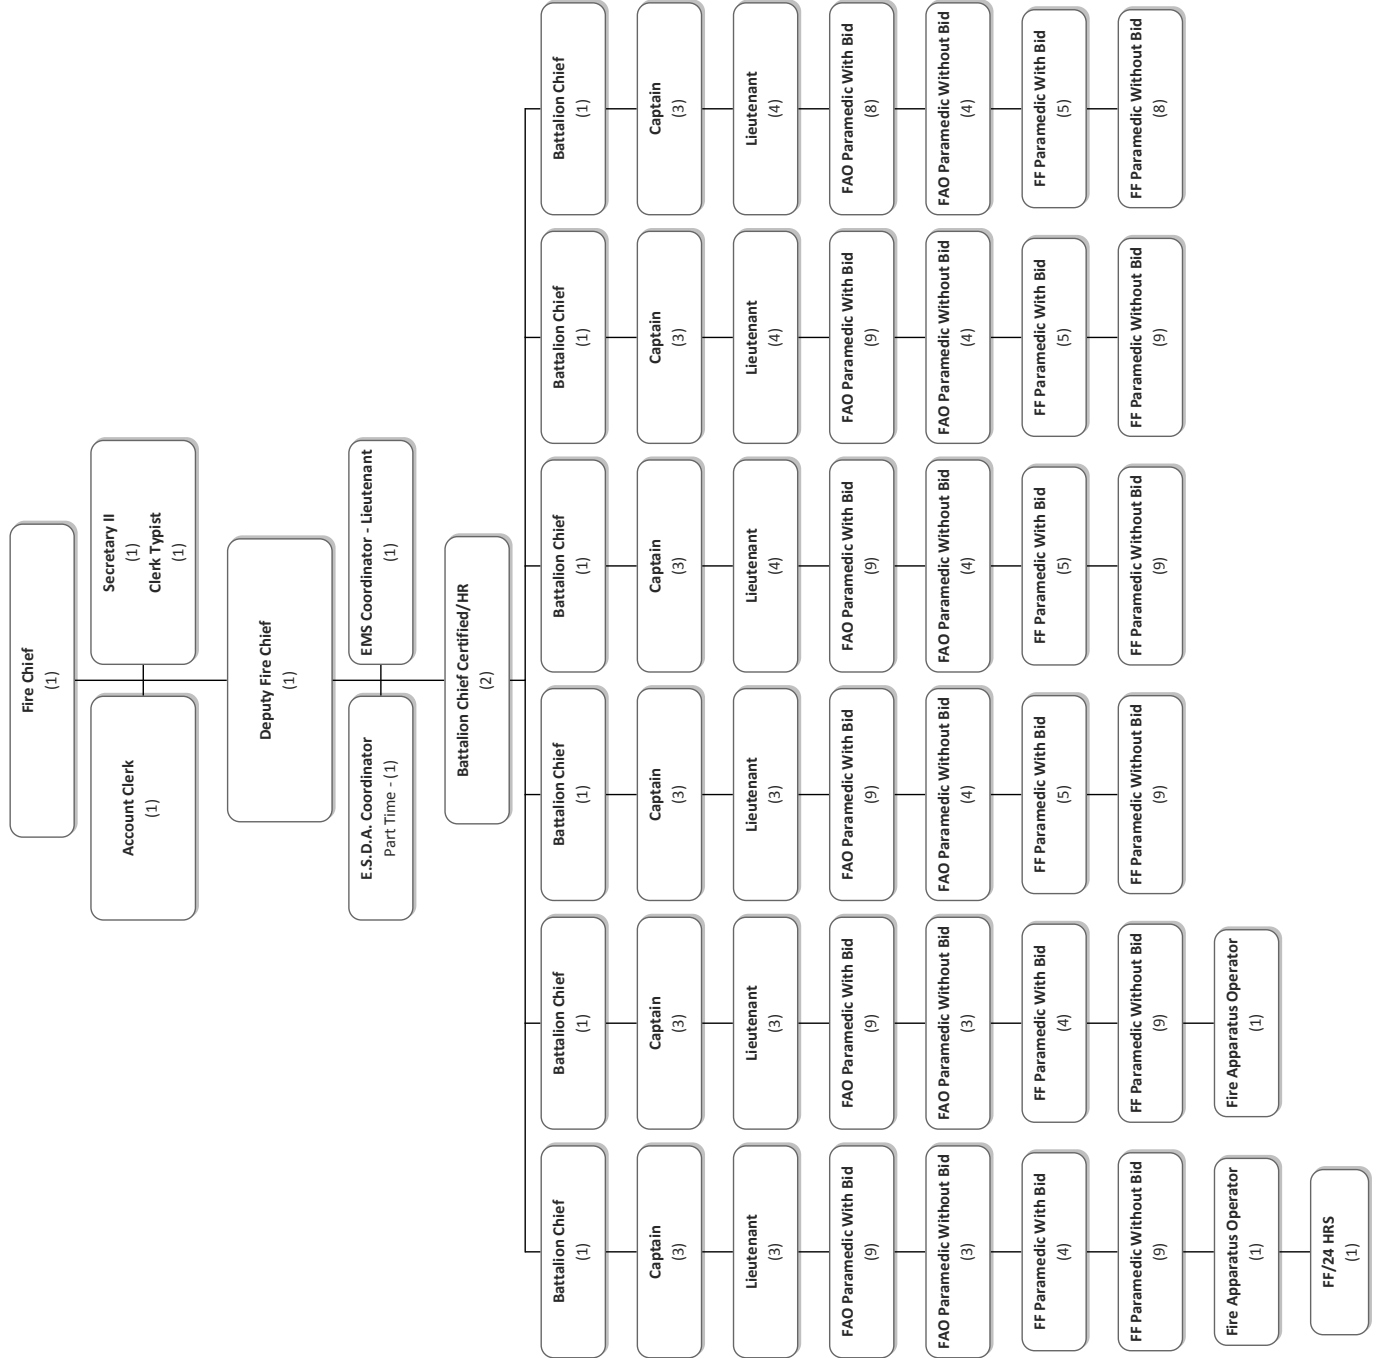 Fire Chief
(1)
Account Clerk
(1)
Secretary II
(1)
Clerk Typist
(1)
Deputy Fire Chief
(1)
E.S.D.A. Coordinator
Part Time - (1)
EMS Coordinator - Lieutenant
(1)
Battalion Chief Certified/HR
(2)
Battalion Chief
(1)
Captain
(3)
Lieutenant
(3)
FAO Paramedic With Bid
(9)
FAO Paramedic Without Bid
(3)
FF Paramedic With Bid
(4)
FF Paramedic Without Bid
(9)
Fire Apparatus Operator
(1)
FF/24 HRS
(1)
Battalion Chief
(1)
Captain
(3)
Lieutenant
(3)
FAO Paramedic With Bid
(9)
FAO Paramedic Without Bid
(3)
FF Paramedic With Bid
(4)
FF Paramedic Without Bid
(9)
Fire Apparatus Operator
(1)
Battalion Chief
(1)
Captain
(3)
Lieutenant
(3)
FAO Paramedic With Bid
(9)
FAO Paramedic Without Bid
(4)
FF Paramedic With Bid
(5)
FF Paramedic Without Bid
(9)
Battalion Chief
(1)
Captain
(3)
Lieutenant
(4)
FAO Paramedic With Bid
(9)
FAO Paramedic Without Bid
(4)
FF Paramedic With Bid
(5)
FF Paramedic Without Bid
(9)
Battalion Chief
(1)
Captain
(3)
Lieutenant
(4)
FAO Paramedic With Bid
(9)
FAO Paramedic Without Bid
(4)
FF Paramedic With Bid
(5)
FF Paramedic Without Bid
(9)
Battalion Chief
(1)
Captain
(3)
Lieutenant
(4)
FAO Paramedic With Bid
(8)
FAO Paramedic Without Bid
(4)
FF Paramedic With Bid
(5)
FF Paramedic Without Bid
(8)